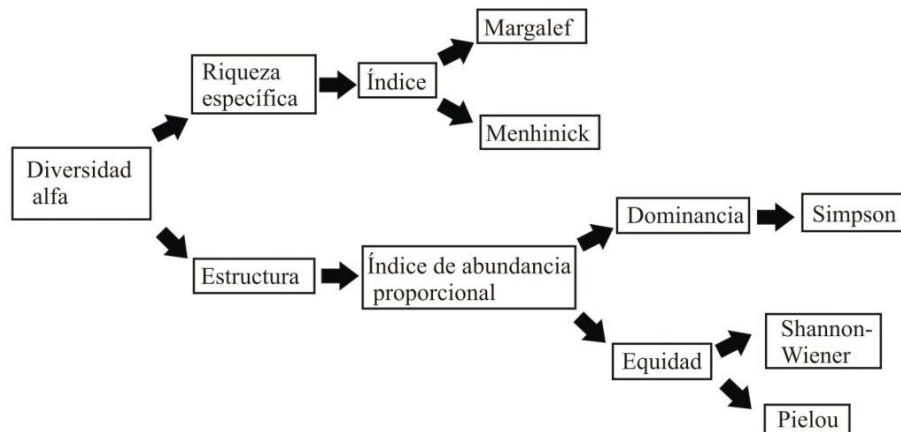 Margalef
Riqueza
específica
Índice
Menhinick
Diversidad
alfa
Dominancia
Simpson
Estructura
Índice de abundancia
proporcional
Shannon-
Wiener
Equidad
Pielou